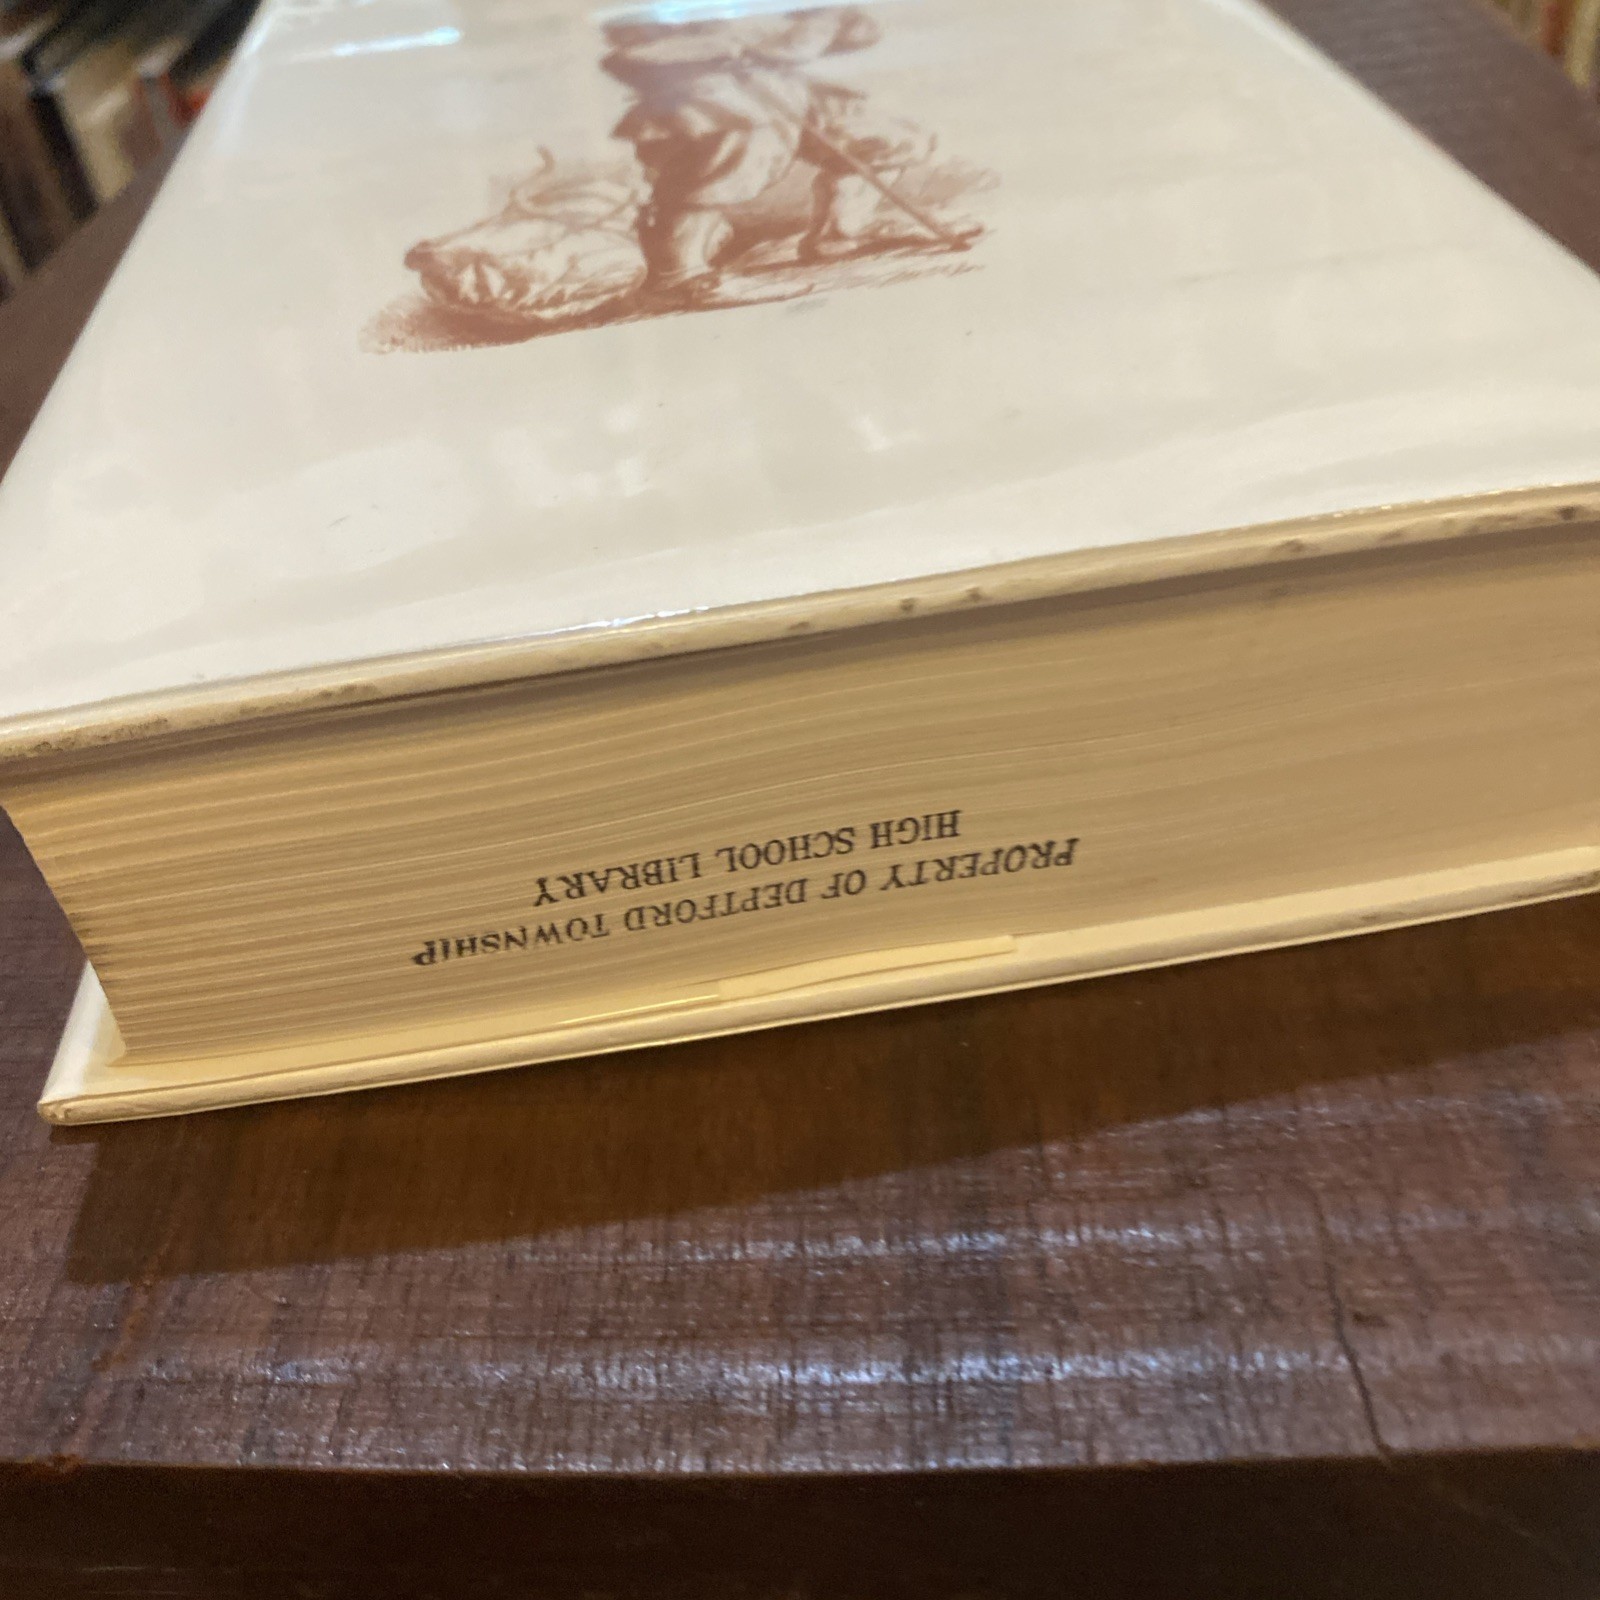 PROPERTY OF DEPTFORD TOWNSHIP
HIGH SCHOOL LIBRARY